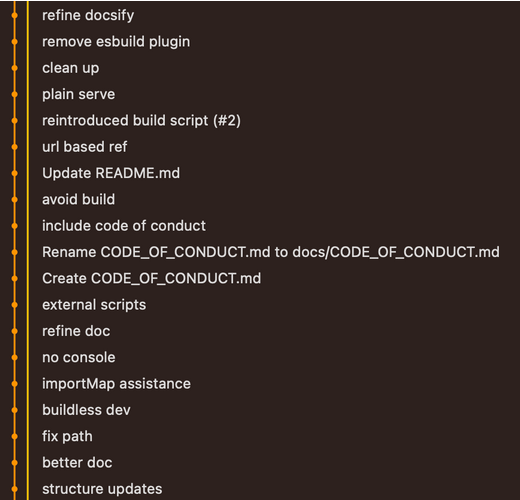 refine docsify
remove esbuild plugin
clean up
plain serve
reintroduced build script (#2)
url based ref
Update README.md
avoid build
include code of conduct
Rename CODE_OF_CONDUCT.md to docs/CODE_OF_CONDUCT.md
Create CODE_OF_CONDUCT.md
external scripts
refine doc
no console
importMap assistance
buildless dev
fix path
better doc
structure updates